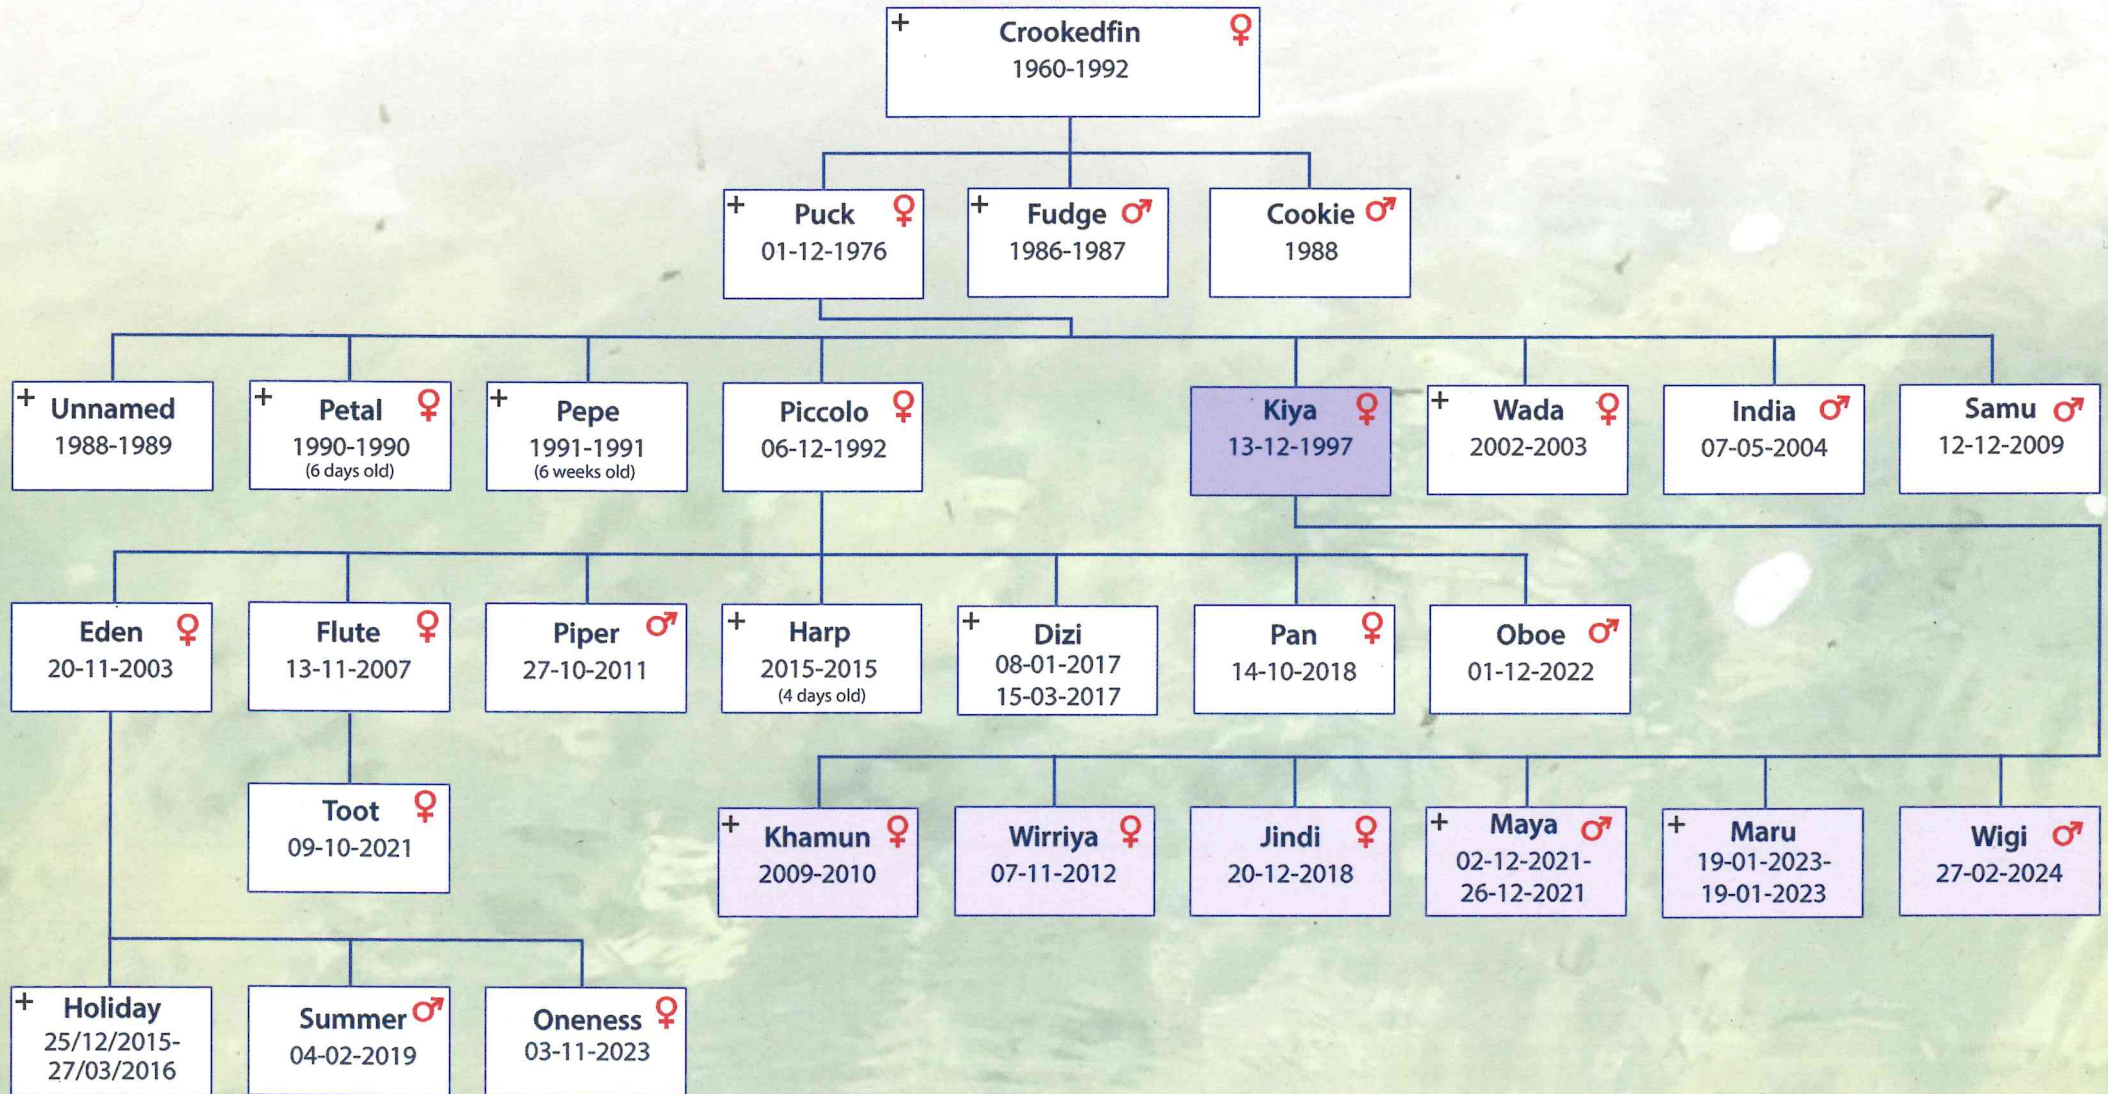 + Crookedfin ♀
1960-1992
+ Puck ♀
01-12-1976
+ Fudge ♂
1986-1987
Cookie ♂
1988
+ Unnamed
1988-1989
+ Petal ♀
1990-1990
(6 days old)
+ Pepe
1991-1991
(6 weeks old)
Piccolo ♀
06-12-1992
Kiya ♀
13-12-1997
+ Wada ♀
2002-2003
India ♂
07-05-2004
Samu ♂
12-12-2009
Eden ♀
20-11-2003
Flute ♀
13-11-2007
Piper ♂
27-10-2011
+ Harp
2015-2015
(4 days old)
+ Dizi
08-01-2017
15-03-2017
Pan ♀
14-10-2018
Oboe ♂
01-12-2022
Toot ♀
09-10-2021
+ Khamun ♀
2009-2010
Wirriya ♀
07-11-2012
Jindi ♀
20-12-2018
+ Maya ♂
02-12-2021-
26-12-2021
+ Maru
19-01-2023-
19-01-2023
Wigi ♂
27-02-2024
+ Holiday
25/12/2015-
27/03/2016
Summer ♂
04-02-2019
Oneness ♀
03-11-2023